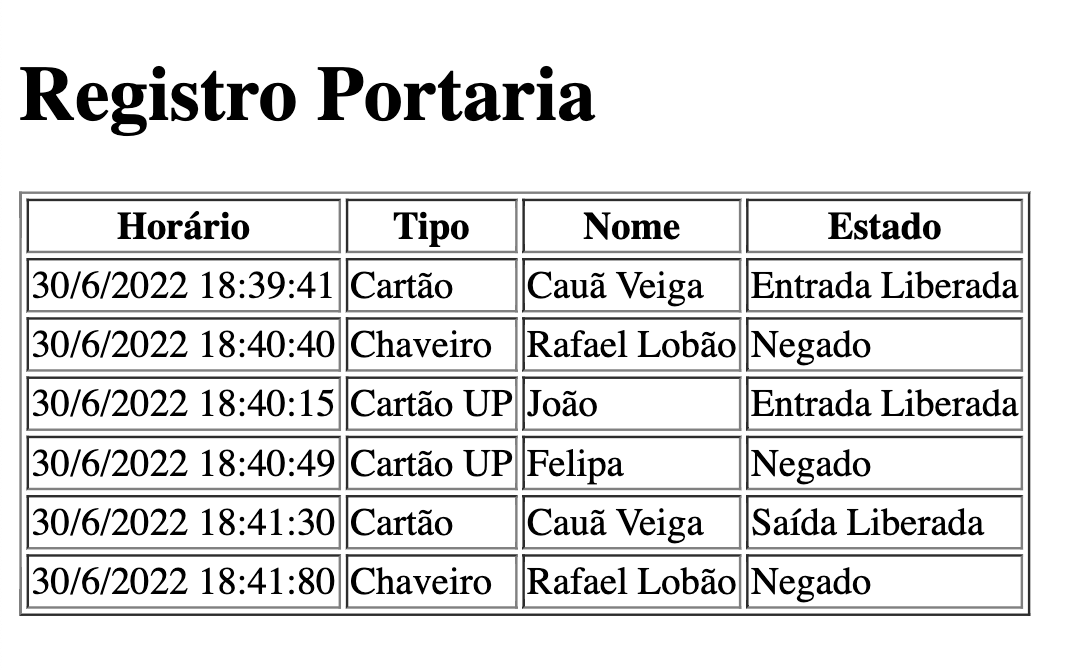 Registro Portaria
Horário Tipo Nome Estado
30/6/2022 18:39:41 Cartão Cauã Veiga Entrada Liberada
30/6/2022 18:40:40 Chaveiro Rafael Lobão Negado
30/6/2022 18:40:15 Cartão UP João Entrada Liberada
30/6/2022 18:40:49 Cartão UP Felipa Negado
30/6/2022 18:41:30 Cartão Cauã Veiga Saída Liberada
30/6/2022 18:41:80 Chaveiro Rafael Lobão Negado